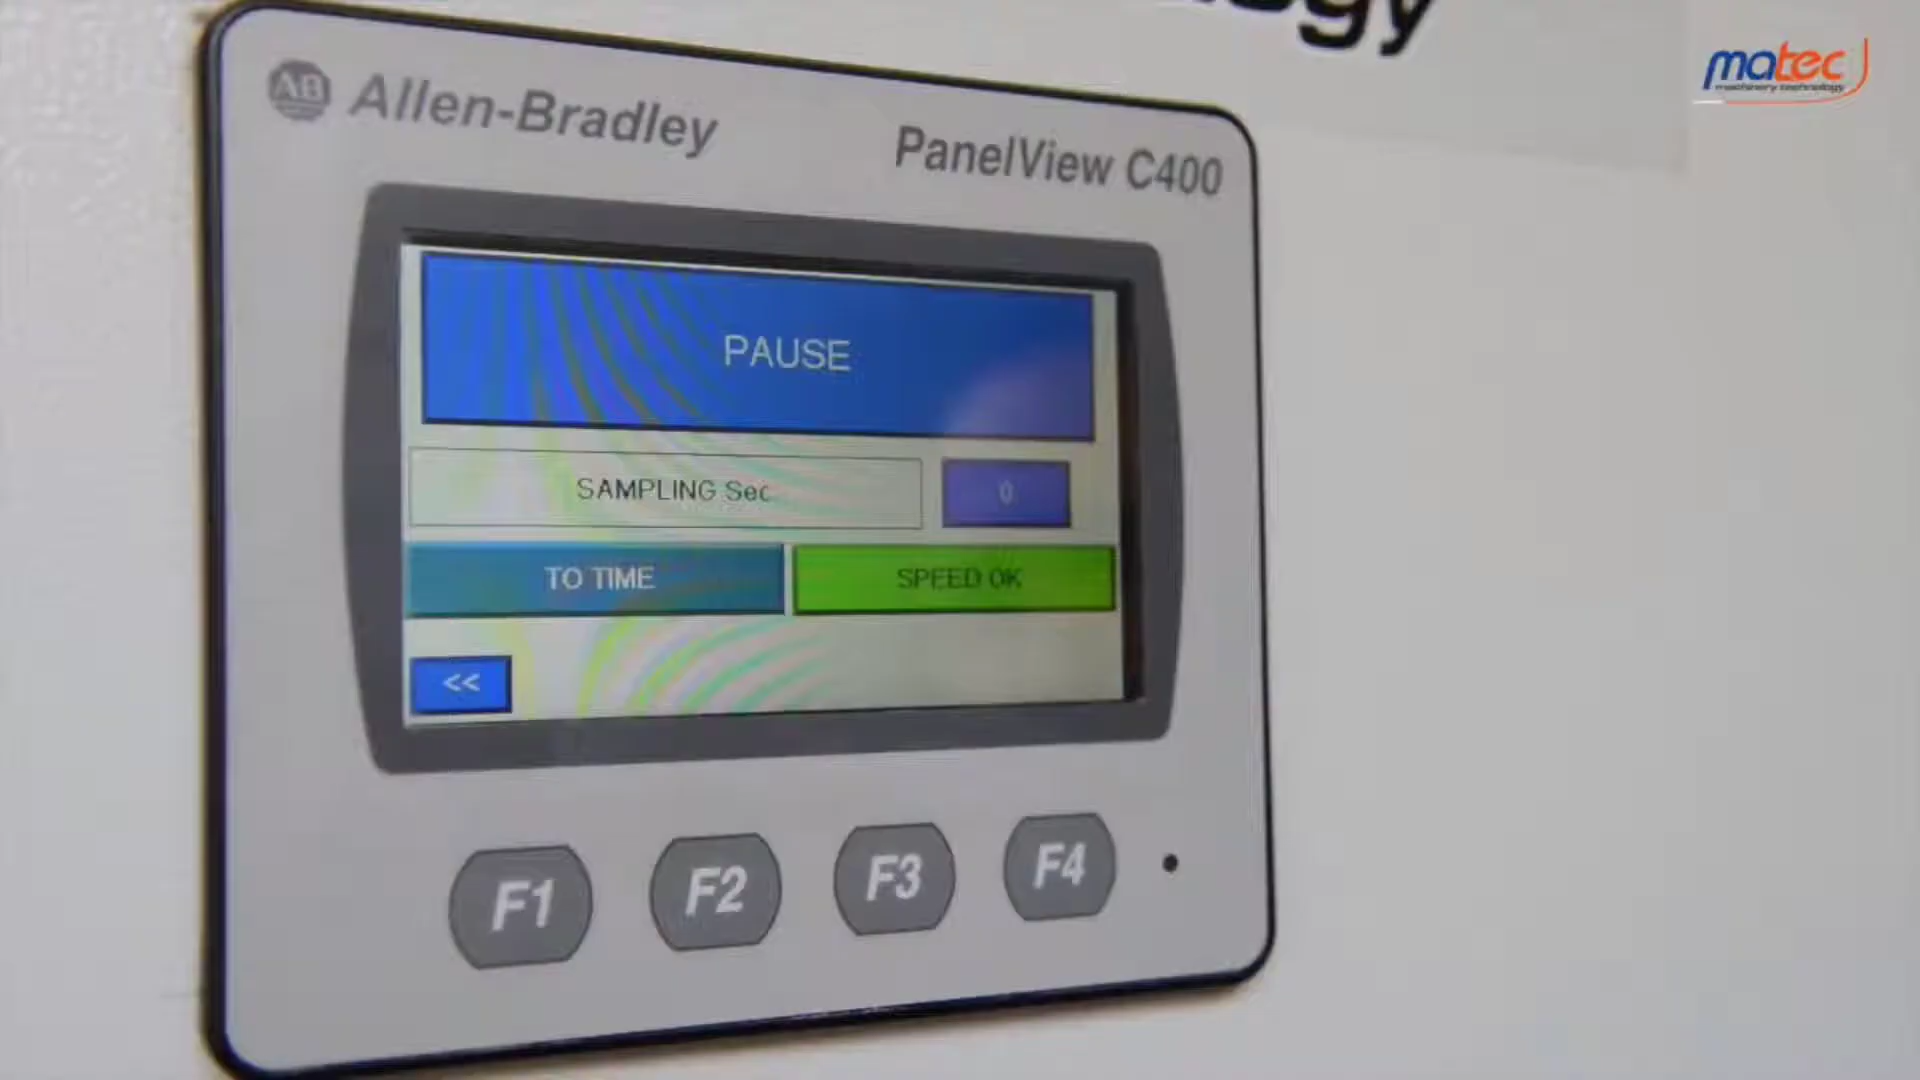 matec
machinery technology
AB Allen-Bradley
PanelView C400
PAUSE
SAMPLING Sec
0
TO TIME
SPEED OK
<<
F1
F2
F3
F4